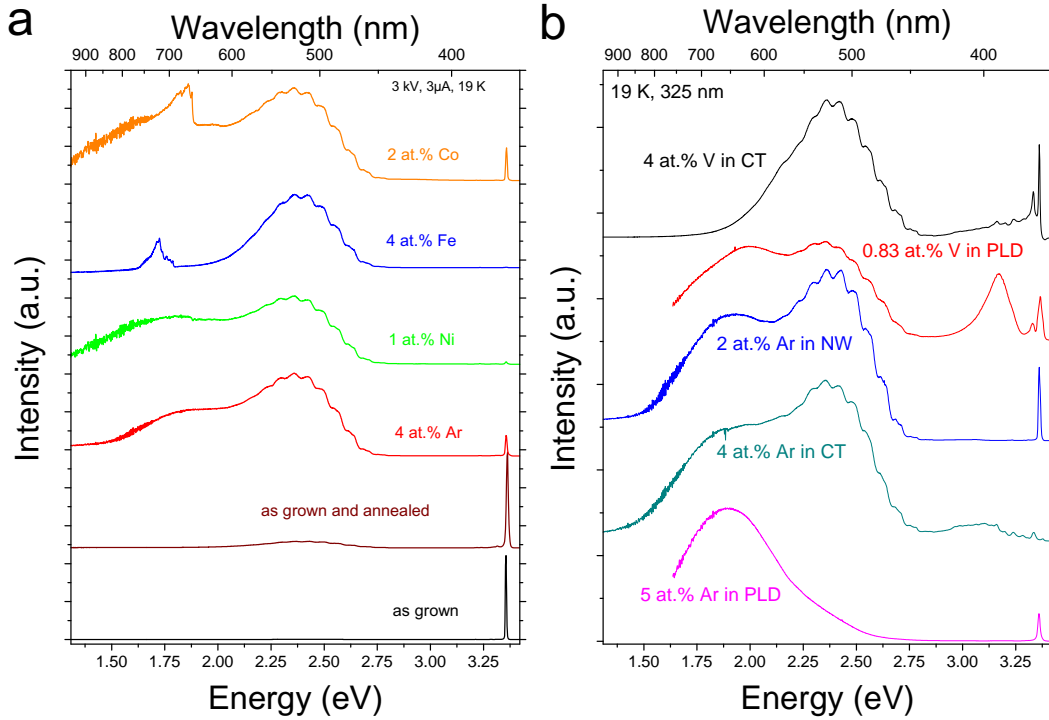 a
Wavelength (nm)
900 800 700 600 500 400
3 kV, 3µA, 19 K
2 at.% Co
4 at.% Fe
1 at.% Ni
4 at.% Ar
as grown and annealed
as grown
Intensity (a.u.)
1.50 1.75 2.00 2.25 2.50 2.75 3.00 3.25
Energy (eV)
b
Wavelength (nm)
900 800 700 600 500 400
19 K, 325 nm
4 at.% V in CT
0.83 at.% V in PLD
2 at.% Ar in NW
4 at.% Ar in CT
5 at.% Ar in PLD
Intensity (a.u.)
1.50 1.75 2.00 2.25 2.50 2.75 3.00 3.25
Energy (eV)